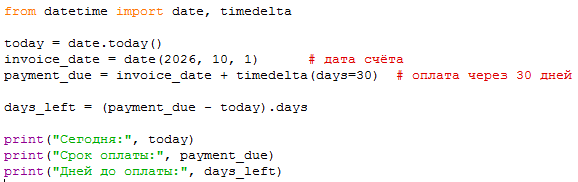 from datetime import date, timedelta
today = date.today()
invoice_date = date(2026, 10, 1)      # дата счёта
payment_due = invoice_date + timedelta(days=30)  # оплата через 30 дней
days_left = (payment_due - today).days
print("Сегодня:", today)
print("Срок оплаты:", payment_due)
print("Дней до оплаты:", days_left)